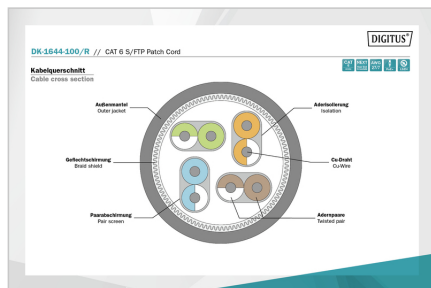 DIGITUS®
DK-1644-100/R // CAT 6 S/FTP Patch Cord
Kabelquerschnitt
Cable cross section
Außenmantel
Outer jacket
Aderisolierung
Isolation
Geflechtschirmung
Braid shield
Cu-Draht
Cu-Wire
Paarabschirmung
Pair screen
Adernpaare
Twisted pair